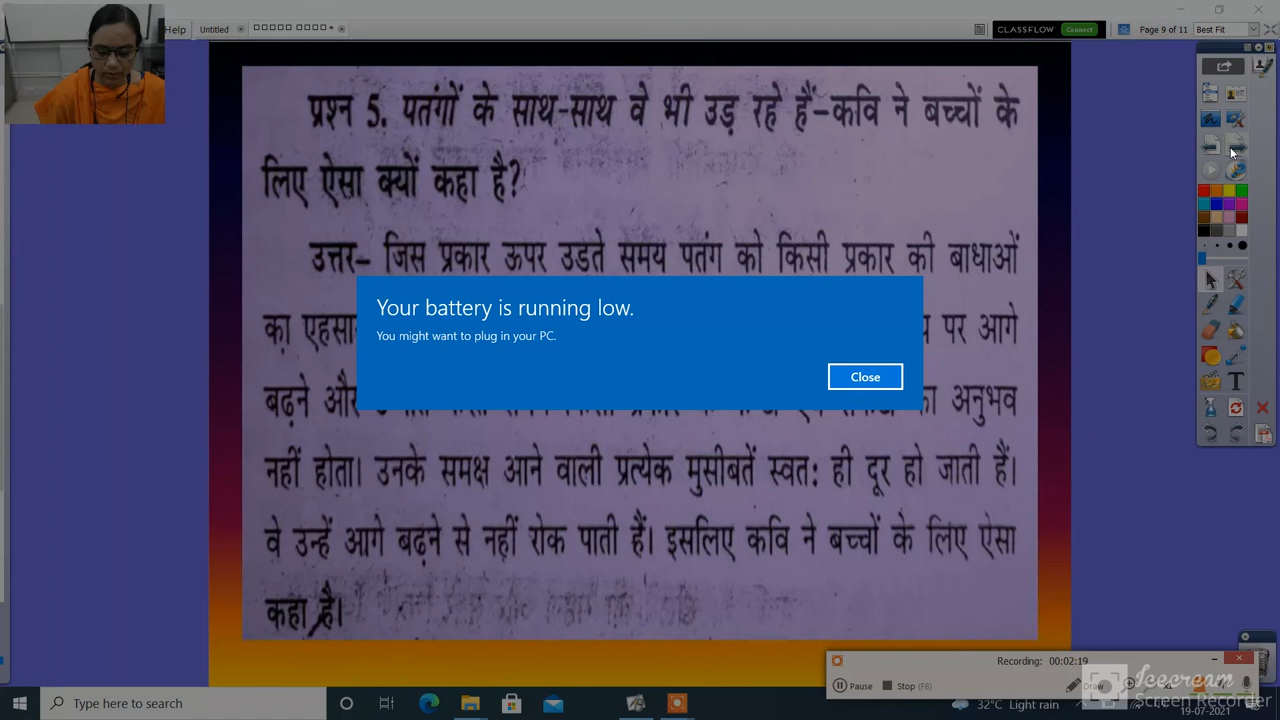 Help
Untitled
CLASSFLOW Connect
Page 9 of 11
Best Fit
प्रश्न 5. पतंगों के साथ-साथ वे भी उड़ रहे हैं-कवि ने बच्चों के
लिए ऐसा क्यों कहा है?
उत्तर– जिस प्रकार ऊपर उडते समय पतंग को किसी प्रकार की बाधाओं
का एहसा
पर आगे
Your battery is running low.
You might want to plug in your PC.
Close
बढ़ने और
का अनुभव
नहीं होता। उनके समक्ष आने वाली प्रत्येक मुसीबतें स्वत: ही दूर हो जाती हैं।
वे उन्हें आगे बढ़ने से नहीं रोक पाती हैं। इसलिए कवि ने बच्चों के लिए ऐसा
कहा है।
Recording: 00:02:19
Pause
Stop (F8)
Draw
Icecream
Screen Recorder
Type here to search
32°C Light rain
19-07-2021